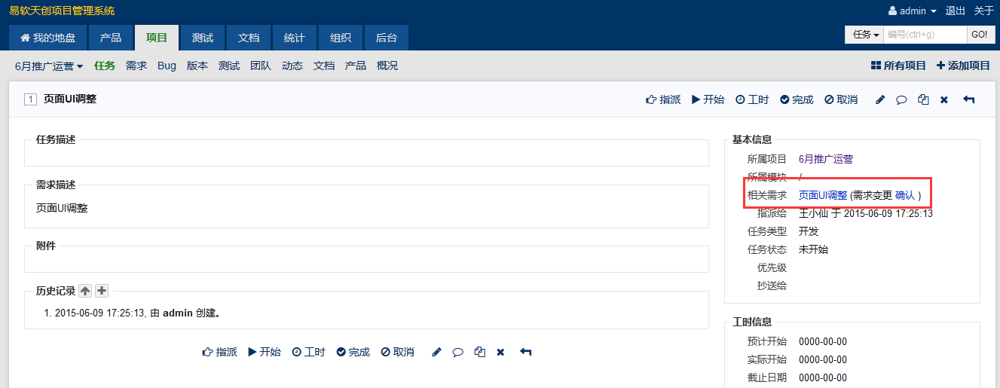 易软天创项目管理系统
admin 退出 关于
我的地盘 产品 项目 测试 文档 统计 组织 后台
任务 编号(ctrl+g) GO!
6月推广运营 任务 需求 Bug 版本 测试 团队 动态 文档 产品 概况
所有项目 添加项目
1 页面UI调整
指派 开始 工时 完成 取消
任务描述
需求描述
页面UI调整
附件
历史记录
1. 2015-06-09 17:25:13, 由 admin 创建。
指派 开始 工时 完成 取消
基本信息
所属项目 6月推广运营
所属模块 /
相关需求 页面UI调整 (需求变更 确认 )
指派给 王小仙 于 2015-06-09 17:25:13
任务类型 开发
任务状态 未开始
优先级
抄送给
工时信息
预计开始 0000-00-00
实际开始 0000-00-00
截止日期 0000-00-00